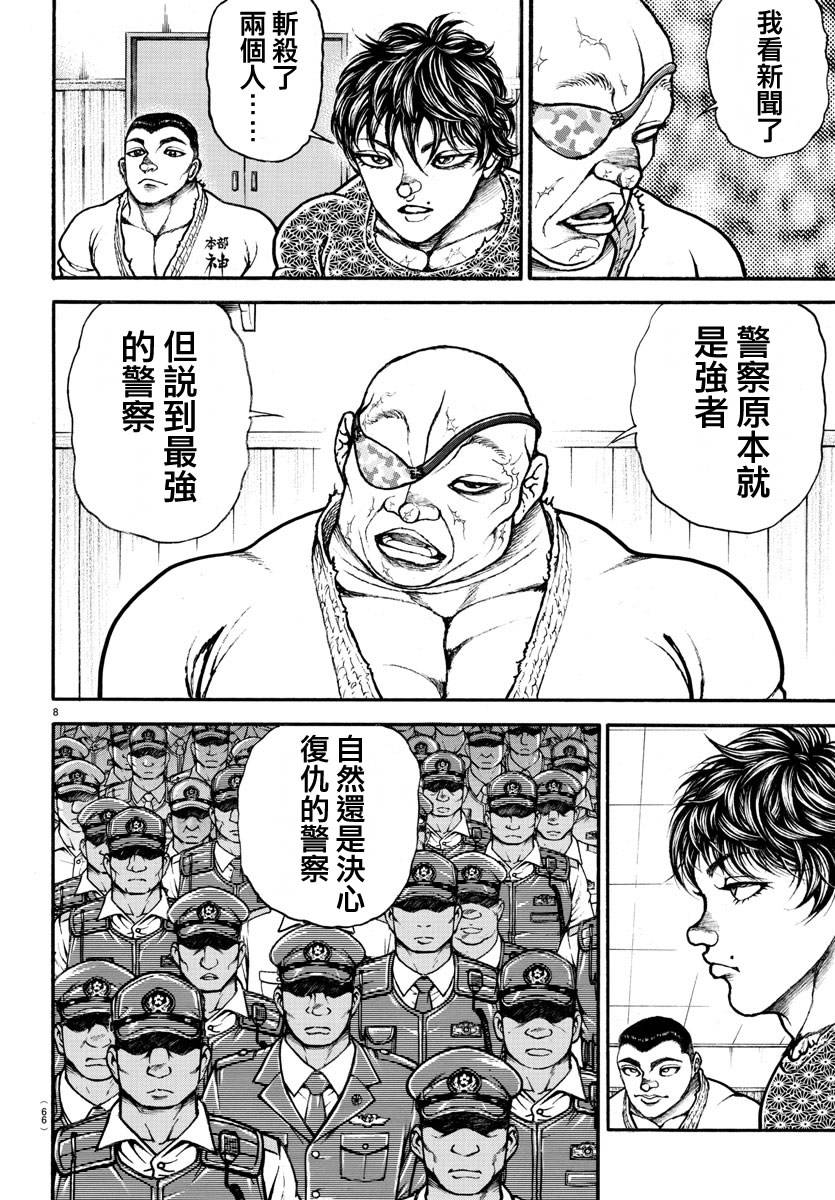 我看新聞了
斬殺了
兩個人……
本部
神
警察原本就
是強者
但説到最強
的警察
8
自然還是決心
復仇的警察
(66)